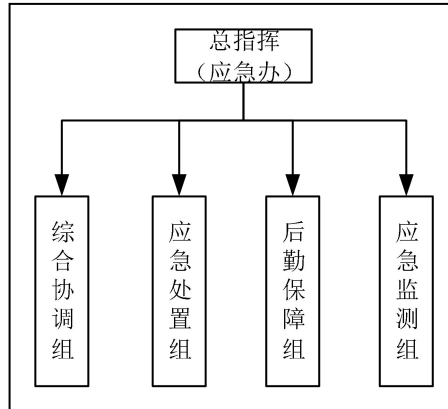 总指挥
（应急办）
综合协调组
应急处置组
后勤保障组
应急监测组